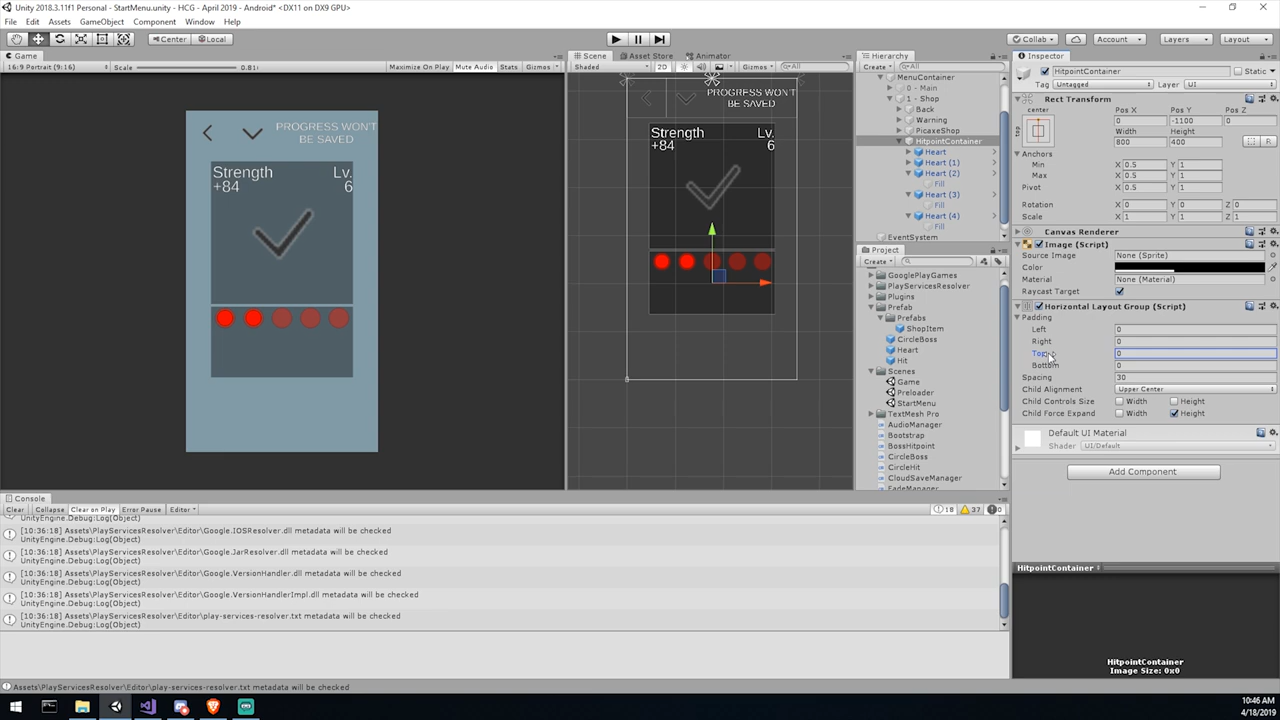 Unity 2018.3.11f1 Personal - StartMenu.unity - HCG - April 2019 - Android* <DX11 on DX9 GPU>
File Edit Assets GameObject Component Window Help
Center Local Collab Account Layers Layout
Game Scene Asset Store Animator Hierarchy Inspector
16:9 Portrait (9:16) Scale 0.81x Maximize On Play Mute Audio Stats Gizmos
Shaded 2D Gizmos All
Create All
HitpointContainer Static
Tag Untagged Layer UI
PROGRESS WON'T
BE SAVED
Strength Lv.
+84 6
PROGRESS WON'T
BE SAVED
Strength Lv.
+84 6
MenuContainer
0 - Main
1 - Shop
Back
Warning
PicaxeShop
HitpointContainer
Heart
Heart (1)
Heart (2)
Fill
Heart (3)
Fill
Heart (4)
Fill
EventSystem
Project
Create
GooglePlayGames
PlayServicesResolver
Plugins
Prefab
Prefabs
ShopItem
CircleBoss
Heart
Hit
Scenes
Game
Preloader
StartMenu
TextMesh Pro
AudioManager
Bootstrap
BossHitpoint
CircleBoss
CircleHit
CloudSaveManager
FadeManager
Rect Transform
center Pos X Pos Y Pos Z
top 0 -1100 0
Width Height
800 400
R
Anchors
Min X 0.5 Y 1
Max X 0.5 Y 1
Pivot X 0.5 Y 1
Rotation X 0 Y 0 Z 0
Scale X 1 Y 1 Z 1
Canvas Renderer
Image (Script)
Source Image None (Sprite)
Color
Material None (Material)
Raycast Target
Horizontal Layout Group (Script)
Padding
Left 0
Right 0
Top 0
Bottom 0
Spacing 30
Child Alignment Upper Center
Child Controls Size Width Height
Child Force Expand Width Height
Default UI Material
Shader UI/Default
Add Component
HitpointContainer
HitpointContainer
Image Size: 0x0
Console
Clear Collapse Clear on Play Error Pause Editor 18 37 0
UnityEngine.Debug:Log(Object)
[10:36:18] Assets\PlayServicesResolver\Editor\Google.IOSResolver.dll metadata will be checked
UnityEngine.Debug:Log(Object)
[10:36:18] Assets\PlayServicesResolver\Editor\Google.JarResolver.dll metadata will be checked
UnityEngine.Debug:Log(Object)
[10:36:18] Assets\PlayServicesResolver\Editor\Google.VersionHandler.dll metadata will be checked
UnityEngine.Debug:Log(Object)
[10:36:18] Assets\PlayServicesResolver\Editor\Google.VersionHandlerImpl.dll metadata will be checked
UnityEngine.Debug:Log(Object)
[10:36:18] Assets\PlayServicesResolver\Editor\play-services-resolver.txt metadata will be checked
UnityEngine.Debug:Log(Object)
Assets\PlayServicesResolver\Editor\play-services-resolver.txt metadata will be checked
10:46 AM
4/18/2019